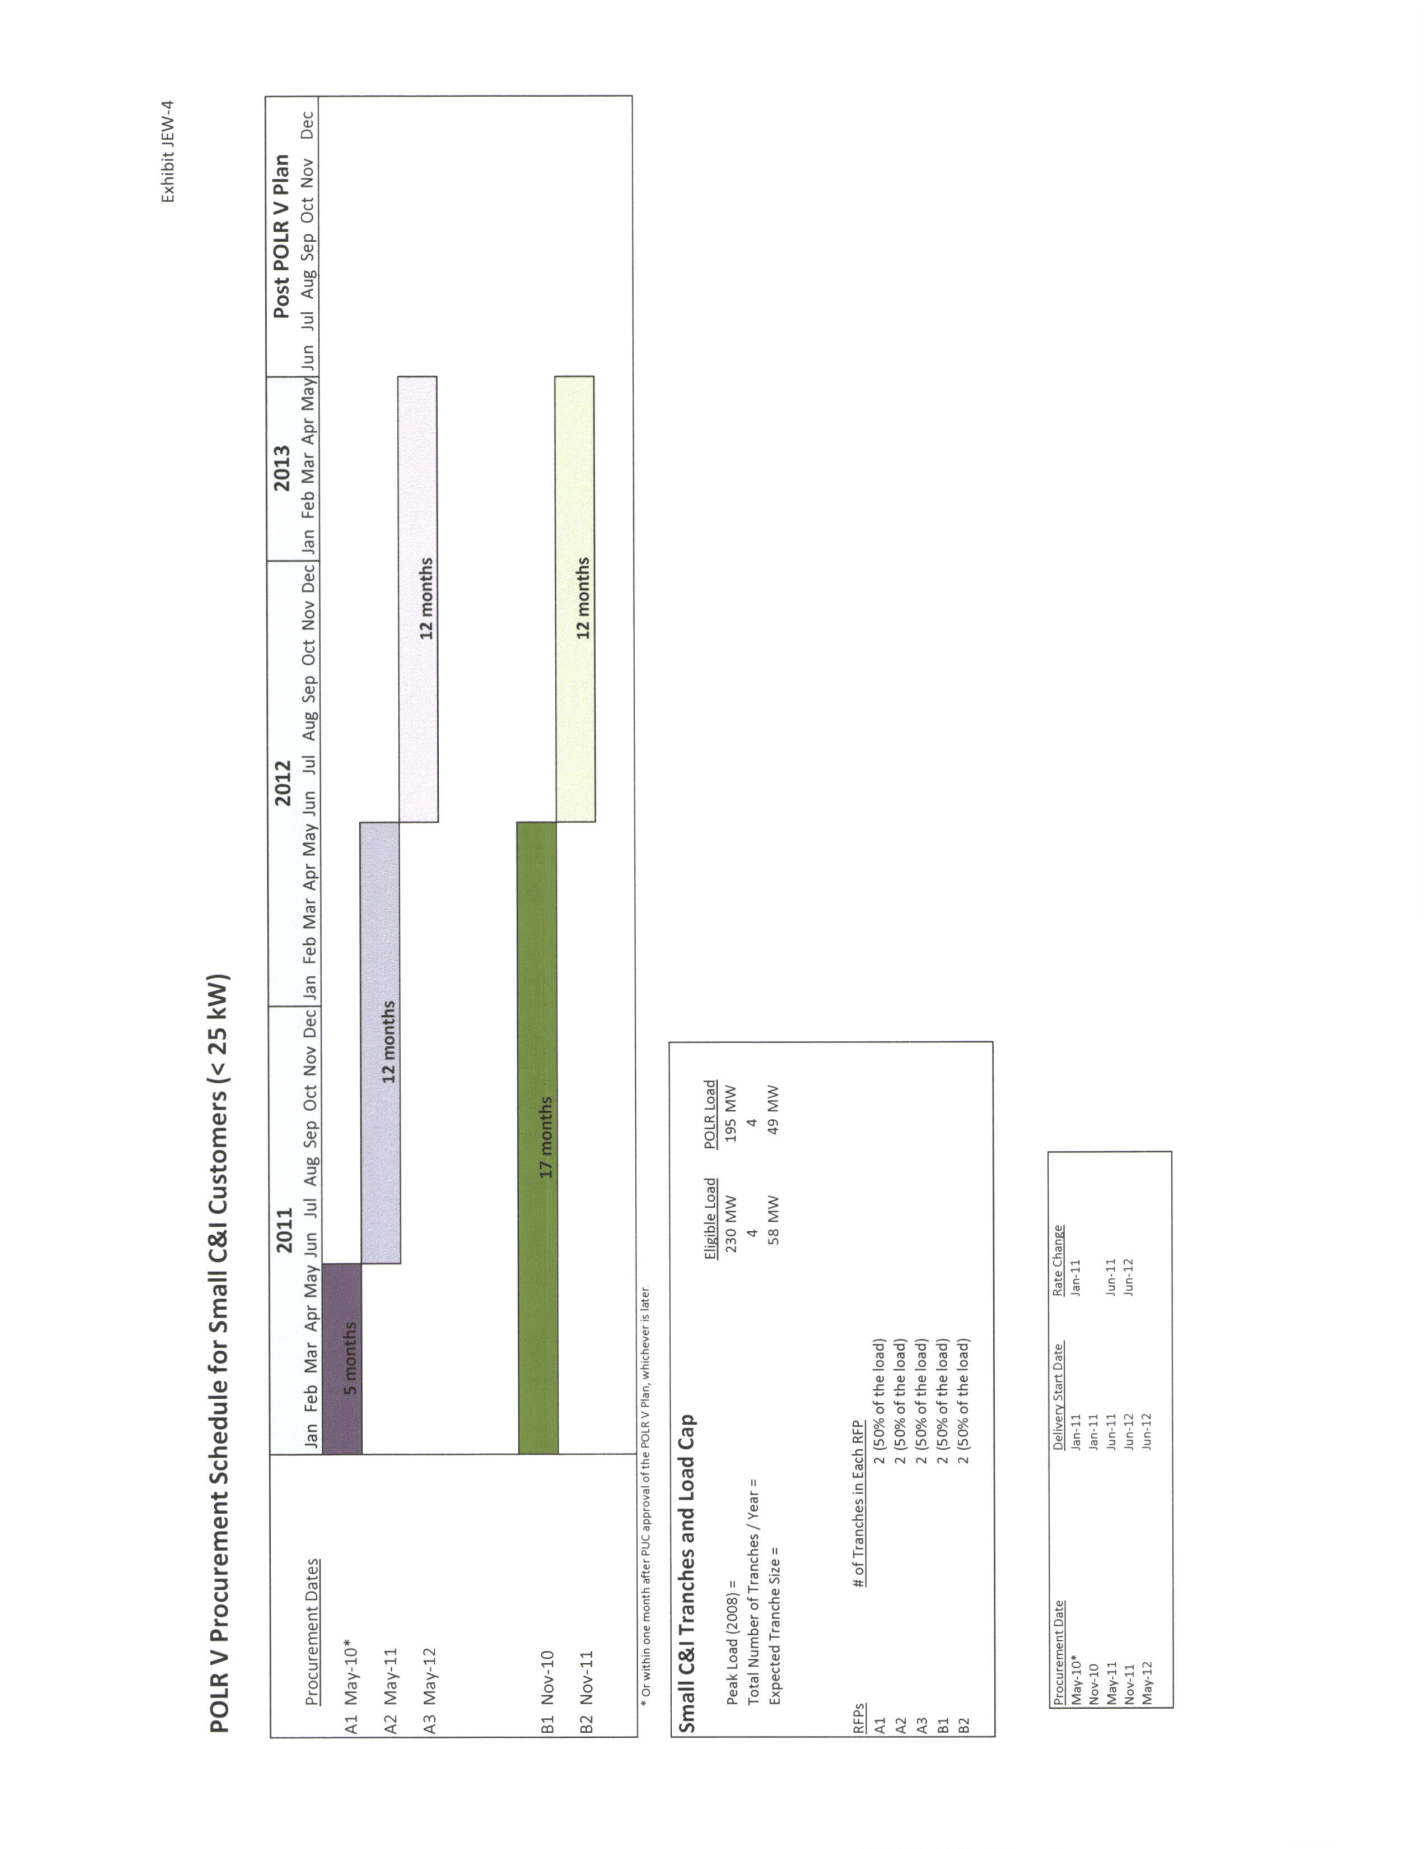 Exhibit JEW-4
POLR V Procurement Schedule for Small C&I Customers (< 25 kW)
2011 2012 2013 Post POLR V Plan
Procurement Dates Jan Feb Mar Apr May Jun Jul Aug Sep Oct Nov Dec Jan Feb Mar Apr May Jun Jul Aug Sep Oct Nov Dec Jan Feb Mar Apr May Jun Jul Aug Sep Oct Nov Dec
A1 May-10* 5 months
A2 May-11 12 months
A3 May-12 12 months
B1 Nov-10 17 months
B2 Nov-11 12 months
* Or within one month after PUC approval of the POLR V Plan, whichever is later.
Small C&I Tranches and Load Cap
Eligible Load POLR Load
Peak Load (2008) = 230 MW 195 MW
Total Number of Tranches / Year = 4 4
Expected Tranche Size = 58 MW 49 MW
RFPs # of Tranches in Each RFP
A1 2 (50% of the load)
A2 2 (50% of the load)
A3 2 (50% of the load)
B1 2 (50% of the load)
B2 2 (50% of the load)
Procurement Date Delivery Start Date Rate Change
May-10* Jan-11 Jan-11
Nov-10 Jan-11
May-11 Jun-11 Jun-11
Nov-11 Jun-12 Jun-12
May-12 Jun-12